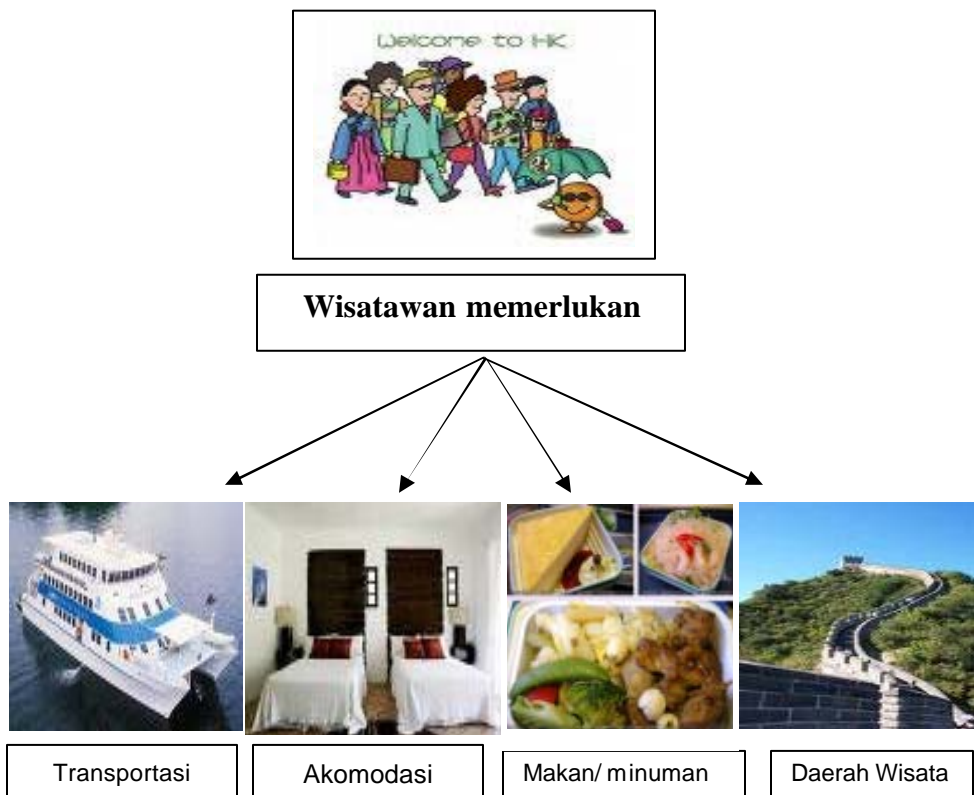 Welcome to HK
Wisatawan memerlukan
Transportasi
Akomodasi
Makan/ minuman
Daerah Wisata